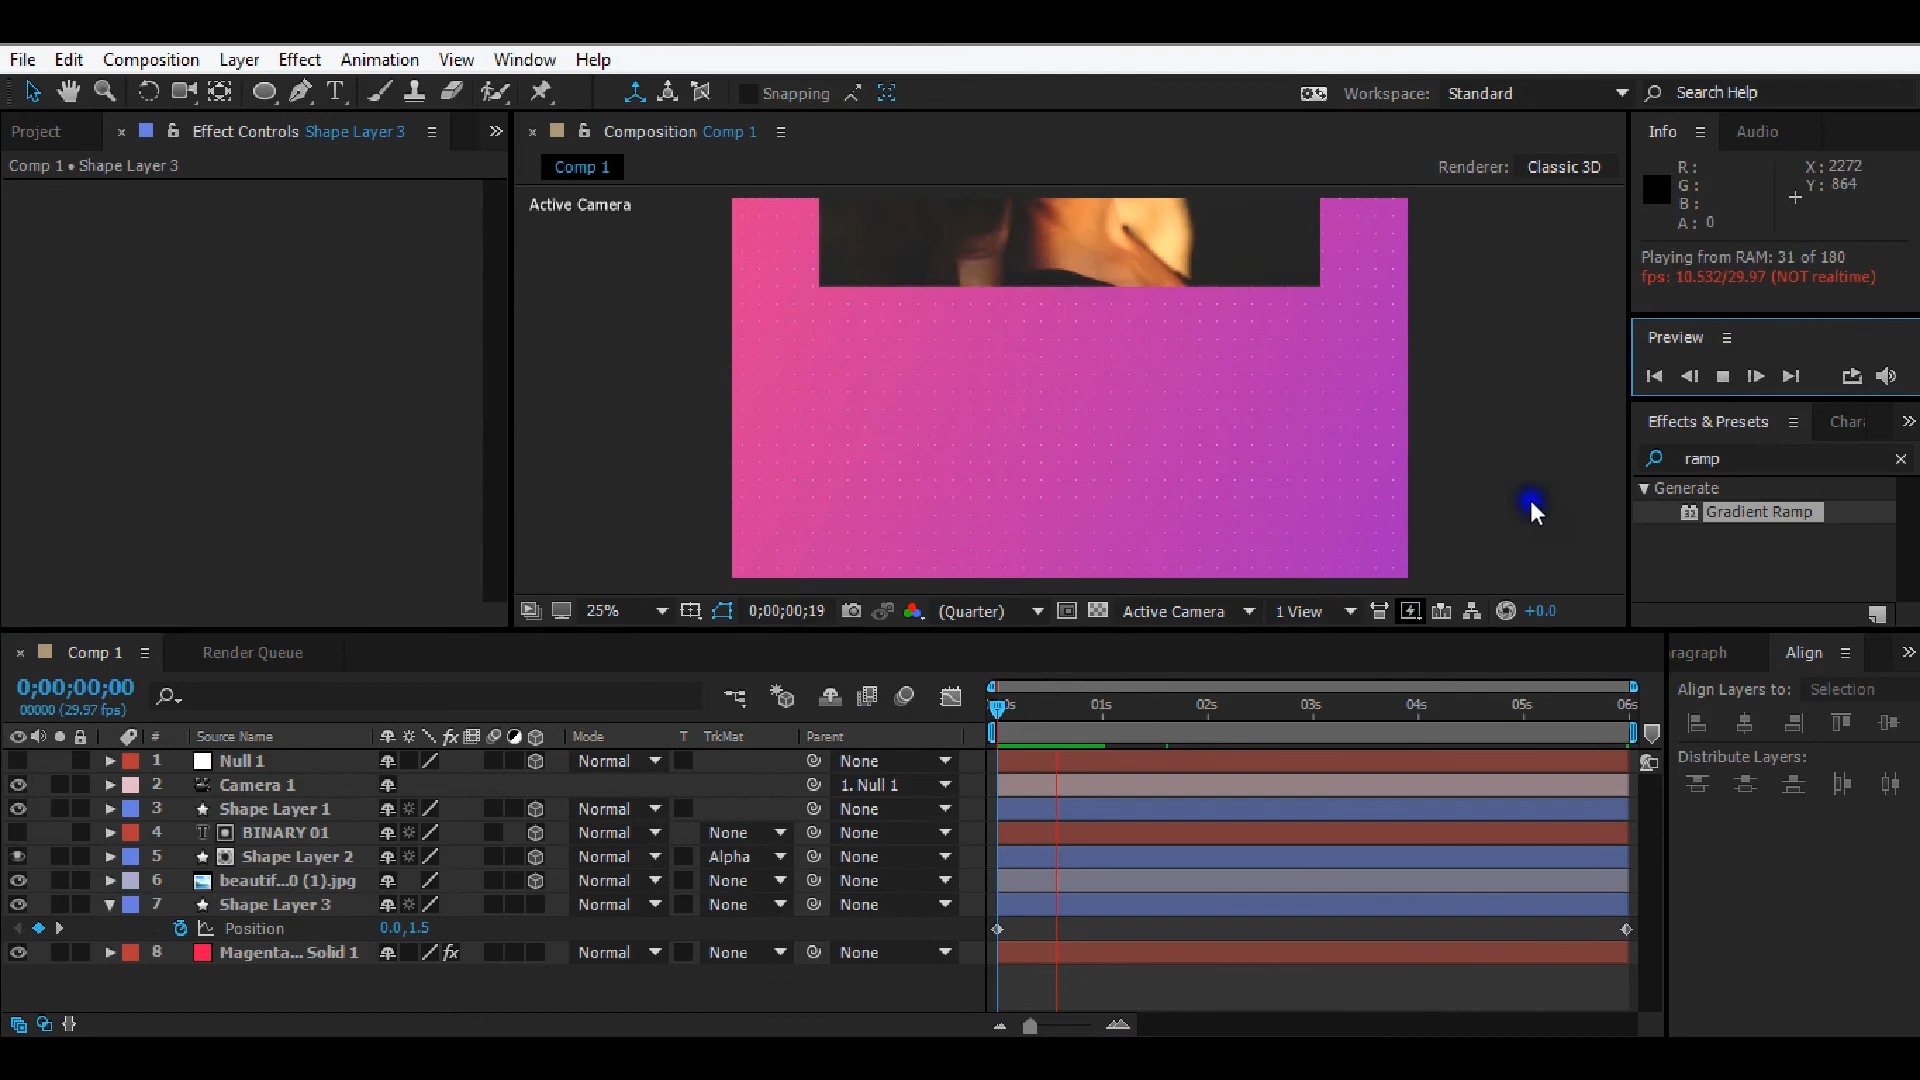 File Edit Composition Layer Effect Animation View Window Help
Snapping Workspace: Standard Search Help
Project Effect Controls Shape Layer 3
Comp 1 • Shape Layer 3
Composition Comp 1
Comp 1 Renderer: Classic 3D
Active Camera
Info Audio
R: X: 2272
G: Y: 864
B:
A: 0
Playing from RAM: 31 of 180
fps: 10.532/29.97 (NOT realtime)
Preview
Effects & Presets Chara
ramp
Generate
32 Gradient Ramp
25% 0;00;00;19 (Quarter) Active Camera 1 View +0.0
Comp 1 Render Queue
0;00;00;00
00000 (29.97 fps)
0s 01s 02s 03s 04s 05s 06s
# Source Name fx Mode T TrkMat Parent
1 Null 1 Normal None
2 Camera 1 1. Null 1
3 Shape Layer 1 Normal None
4 T BINARY 01 Normal None None
5 Shape Layer 2 Normal Alpha None
6 beautif...0 (1).jpg Normal None None
7 Shape Layer 3 Normal None None
Position 0.0,1.5
8 Magenta... Solid 1 fx Normal None None
ragraph Align
Align Layers to: Selection
Distribute Layers: